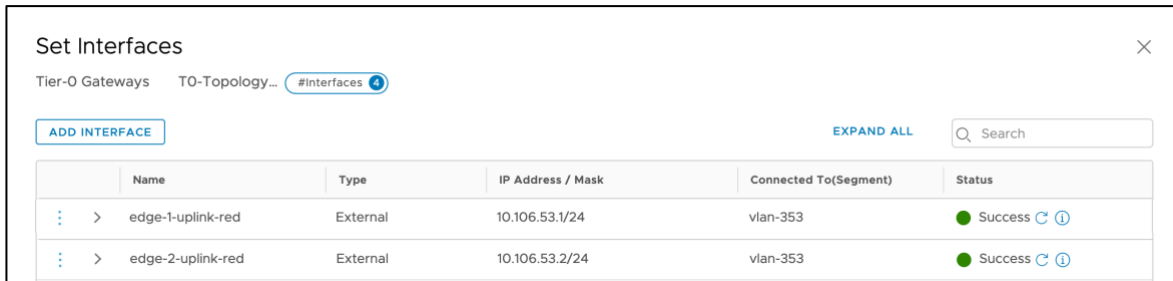 Set Interfaces
Tier-0 Gateways T0-Topology... #Interfaces 4
ADD INTERFACE EXPAND ALL Search
Name Type IP Address / Mask Connected To(Segment) Status
edge-1-uplink-red External 10.106.53.1/24 vlan-353 Success
edge-2-uplink-red External 10.106.53.2/24 vlan-353 Success